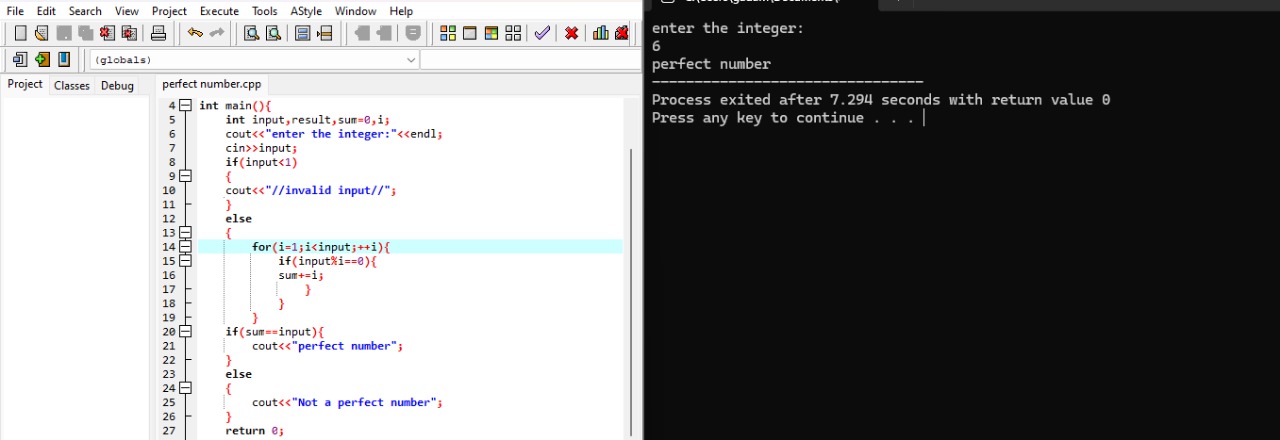 File Edit Search View Project Execute Tools AStyle Window Help
(globals)
Project Classes Debug
perfect number.cpp
4 int main(){
5 int input,result,sum=0,i;
6 cout<<"enter the integer:"<<endl;
7 cin>>input;
8 if(input<1)
9 {
10 cout<<"//invalid input//";
11 }
12 else
13 {
14 for(i=1;i<input;++i){
15 if(input%i==0){
16 sum+=i;
17 }
18 }
19 }
20 if(sum==input){
21 cout<<"perfect number";
22 }
23 else
24 {
25 cout<<"Not a perfect number";
26 }
27 return 0;
enter the integer:
6
perfect number
--------------------------------
Process exited after 7.294 seconds with return value 0
Press any key to continue . . .